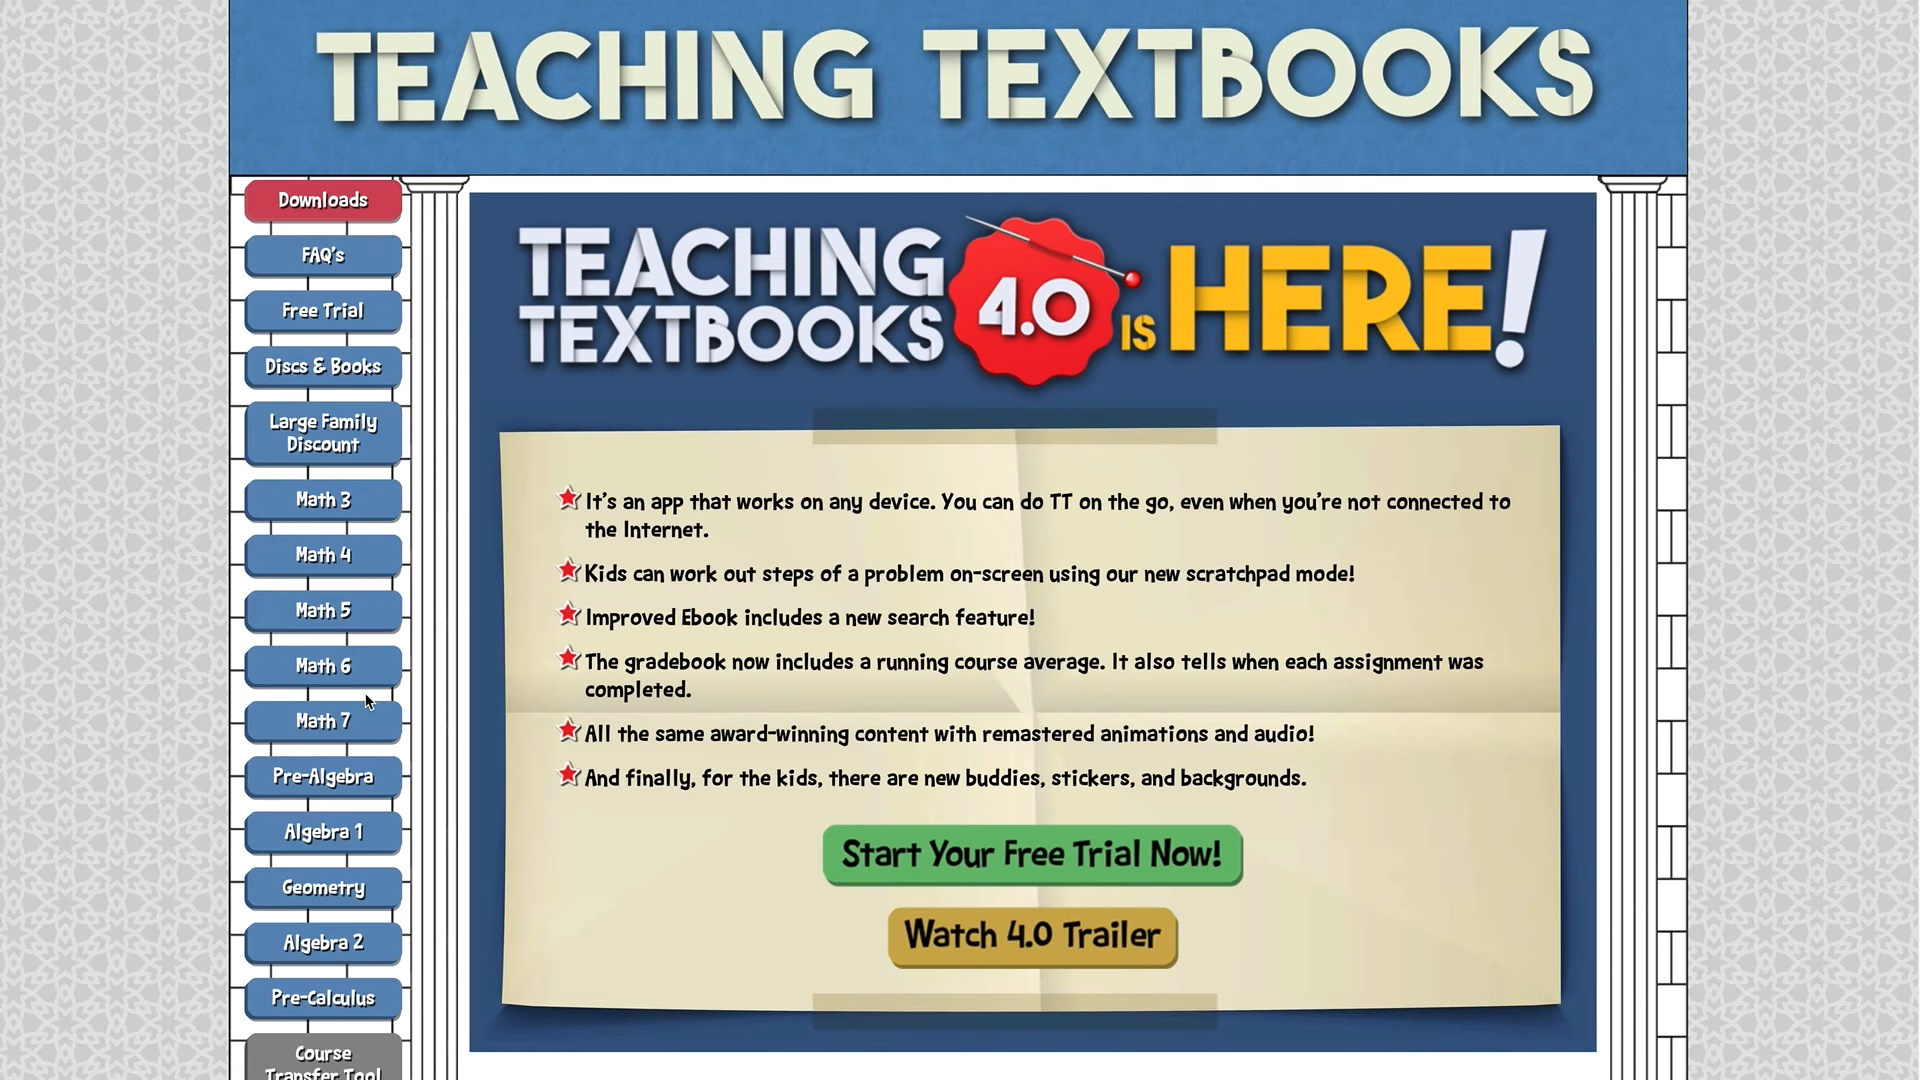 TEACHING TEXTBOOKS
Downloads
FAQ's
Free Trial
Discs & Books
Large Family
Discount
Math 3
Math 4
Math 5
Math 6
Math 7
Pre-Algebra
Algebra 1
Geometry
Algebra 2
Pre-Calculus
Course
Transfer Tool
TEACHING
TEXTBOOKS
4.0
IS HERE!
It's an app that works on any device. You can do TT on the go, even when you're not connected to
the Internet.
Kids can work out steps of a problem on-screen using our new scratchpad mode!
Improved Ebook includes a new search feature!
The gradebook now includes a running course average. It also tells when each assignment was
completed.
All the same award-winning content with remastered animations and audio!
And finally, for the kids, there are new buddies, stickers, and backgrounds.
Start Your Free Trial Now!
Watch 4.0 Trailer